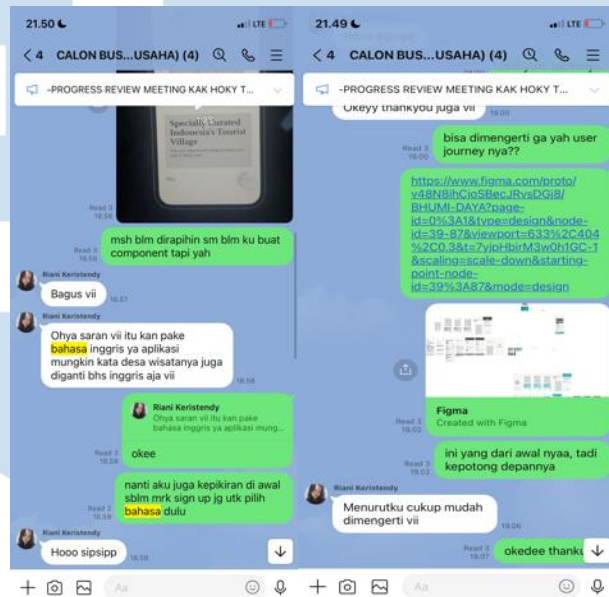 21.50
LTE
4 CALON BUS...USAHA) (4)
-PROGRESS REVIEW MEETING KAK HOKY T...
Specially Curated
Indonesia's Tourist
Village
Read 3
18.56
msh blm dirapihin sm blm ku buat
component tapi yah
Read 3
18.56
Riani Keristendy
Bagus vii
18.57
Riani Keristendy
Ohya saran vii itu kan pake
bahasa inggris ya aplikasi
mungkin kata desa wisatanya juga
diganti bhs inggris aja vii
18.58
Riani Keristendy
Ohya saran vii itu kan pake
bahasa inggris ya aplikasi mung...
okee
Read 3
18.58
nanti aku juga kepikiran di awal
sblm mrk sign up jg utk pilih
bahasa dulu
Read 3
18.59
Riani Keristendy
Hooo sipsipp
18.59
Aa
21.49
LTE
4 CALON BUS...USAHA) (4)
-PROGRESS REVIEW MEETING KAK HOKY T...
Okeyy thankyou juga vii
19.00
bisa dimengerti ga yah user
journey nya??
Read 3
19.00
https://www.figma.com/proto/
v48N8ihCjoSBecJRvsDGj8/
BHUMI-DAYA?page-
id=0%3A1&type=design&node-
id=39-87&viewport=633%2C404
%2C0.3&t=7yjpHbirM3w0h1GC-1
&scaling=scale-down&starting-
point-node-
id=39%3A87&mode=design
Figma
Created with Figma
Read 3
19.02
ini yang dari awal nyaa, tadi
kepotong depannya
Read 3
19.03
Riani Keristendy
Menurutku cukup mudah
dimengerti vii
19.06
okedee thanku
Read 3
19.07
Aa